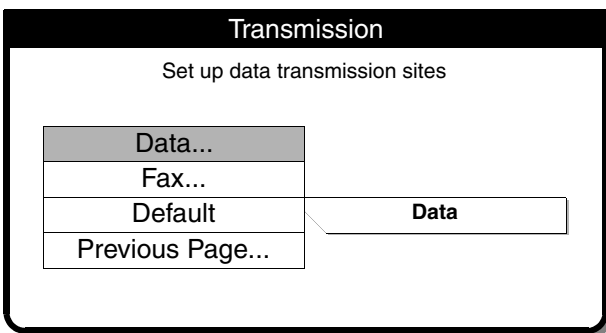 Transmission
Set up data transmission sites
Data...
Fax...
Default
Data
Previous Page...